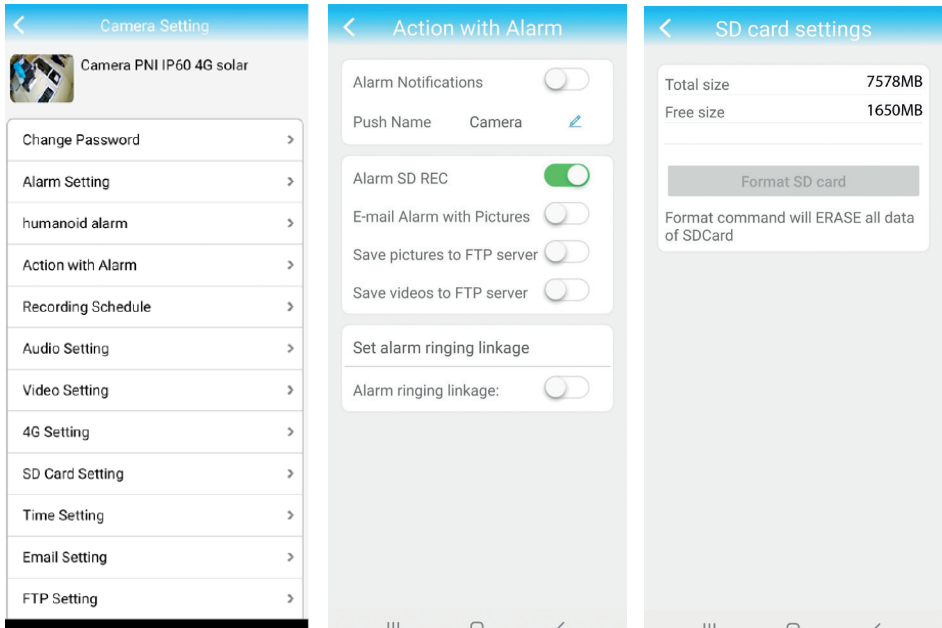 Camera Setting
Camera PNI IP60 4G solar
Change Password
Alarm Setting
humanoid alarm
Action with Alarm
Recording Schedule
Audio Setting
Video Setting
4G Setting
SD Card Setting
Time Setting
Email Setting
FTP Setting
Action with Alarm
Alarm Notifications
Push Name Camera
Alarm SD REC
E-mail Alarm with Pictures
Save pictures to FTP server
Save videos to FTP server
Set alarm ringing linkage
Alarm ringing linkage:
SD card settings
Total size 7578MB
Free size 1650MB
Format SD card
Format command will ERASE all data
of SDCard